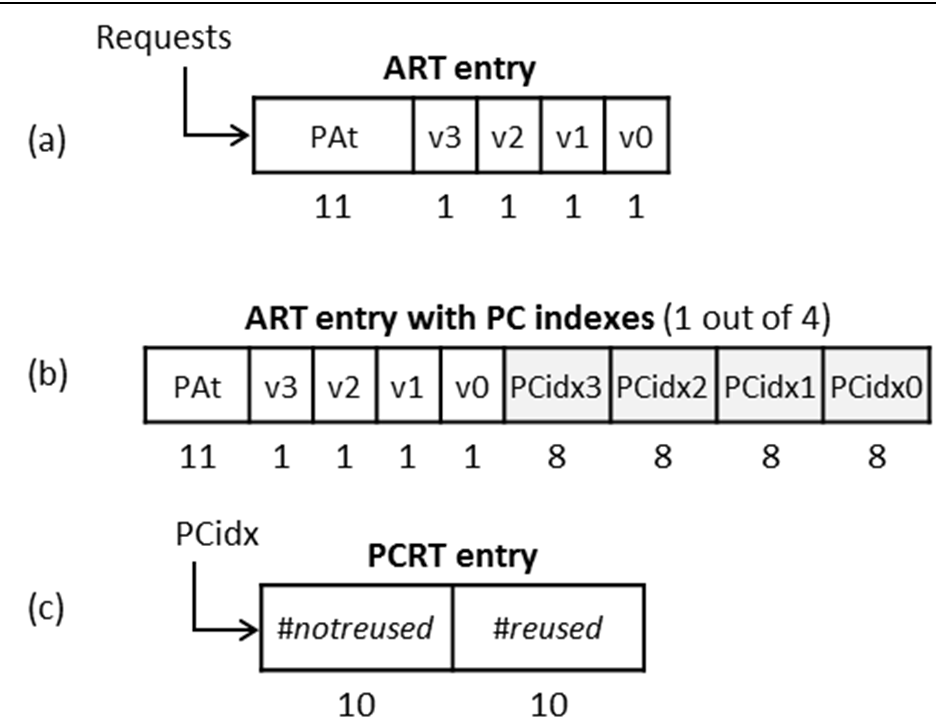 Requests
ART entry
(a)
PAt v3 v2 v1 v0
11 1 1 1 1
ART entry with PC indexes (1 out of 4)
(b)
PAt v3 v2 v1 v0 PCidx3 PCidx2 PCidx1 PCidx0
11 1 1 1 1 8 8 8 8
PCidx
PCRT entry
(c)
#notreused #reused
10 10